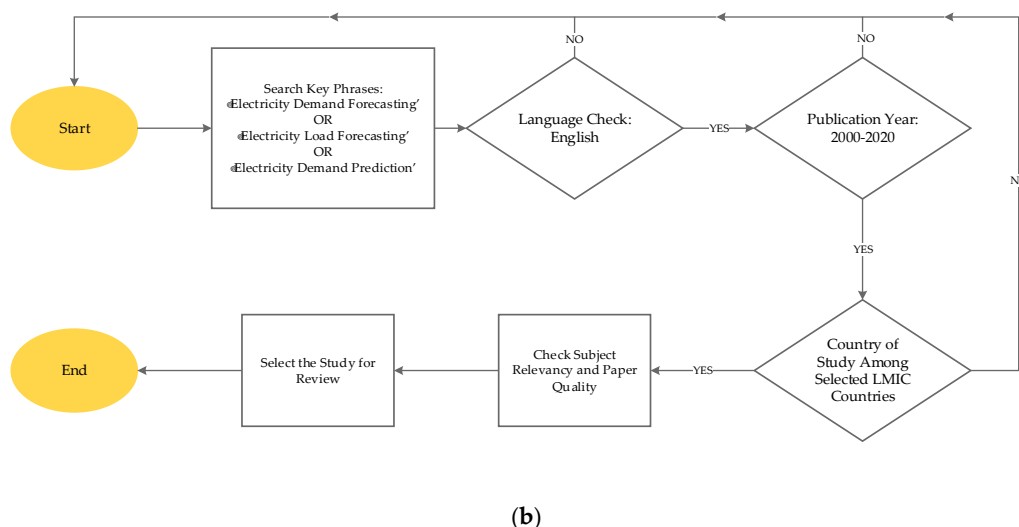 NO
NO
Search Key Phrases:
‘Electricity Demand Forecasting’
OR
‘Electricity Load Forecasting’
OR
‘Electricity Demand Prediction’
Start
Language Check:
English
YES
Publication Year:
2000-2020
N
YES
End
Select the Study for
Review
Check Subject
Relevancy and Paper
Quality
YES
Country of
Study Among
Selected LMIC
Countries
(b)